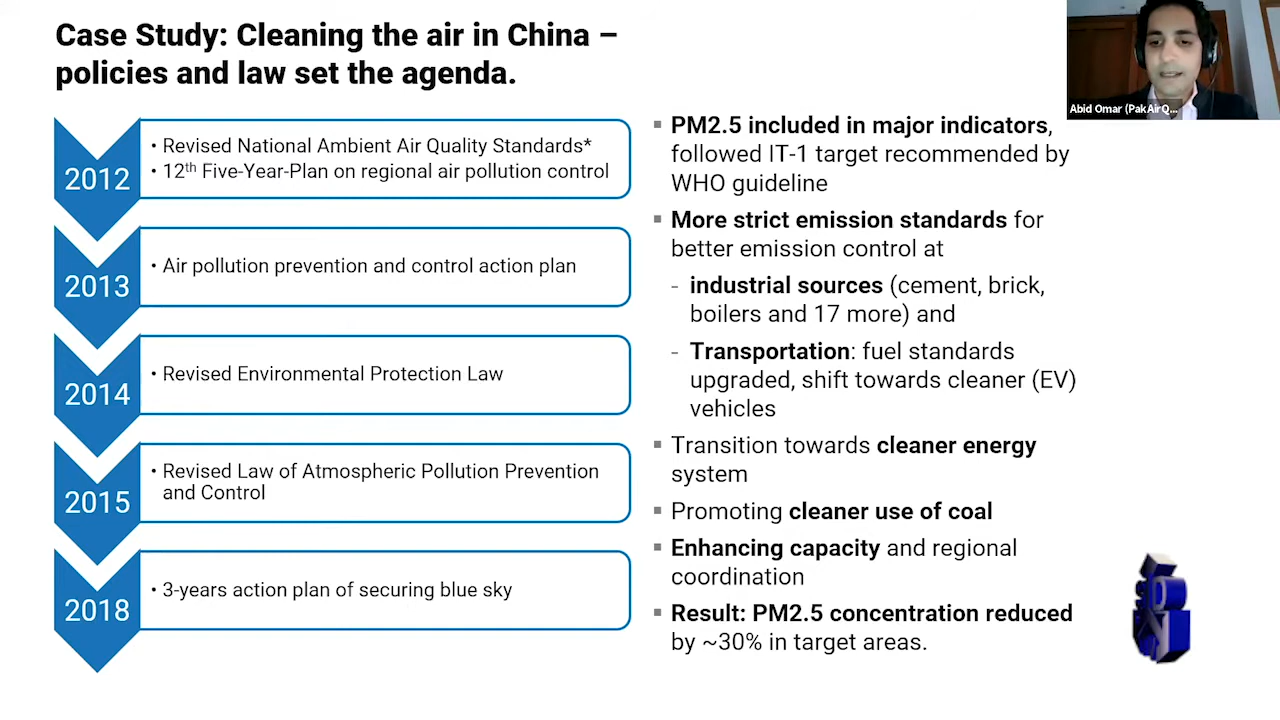 Case Study: Cleaning the air in China –
policies and law set the agenda.
Abid Omar (PakAirQ...
2012
• Revised National Ambient Air Quality Standards*
• 12th Five-Year-Plan on regional air pollution control
2013
• Air pollution prevention and control action plan
2014
• Revised Environmental Protection Law
2015
• Revised Law of Atmospheric Pollution Prevention
and Control
2018
• 3-years action plan of securing blue sky
▪ PM2.5 included in major indicators,
followed IT-1 target recommended by
WHO guideline
▪ More strict emission standards for
better emission control at
- industrial sources (cement, brick,
boilers and 17 more) and
- Transportation: fuel standards
upgraded, shift towards cleaner (EV)
vehicles
▪ Transition towards cleaner energy
system
▪ Promoting cleaner use of coal
▪ Enhancing capacity and regional
coordination
▪ Result: PM2.5 concentration reduced
by ~30% in target areas.